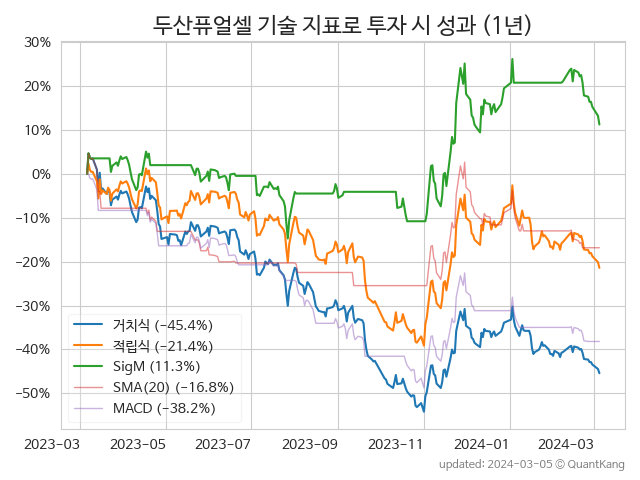 두산퓨얼셀 기술 지표로 투자 시 성과 (1년)
30%
20%
10%
0%
−10%
−20%
−30%
−40%
−50%
거치식 (−45.4%)
적립식 (−21.4%)
SigM (11.3%)
SMA(20) (−16.8%)
MACD (−38.2%)
2023-03 2023-05 2023-07 2023-09 2023-11 2024-01 2024-03
updated: 2024-03-05 © QuantKang